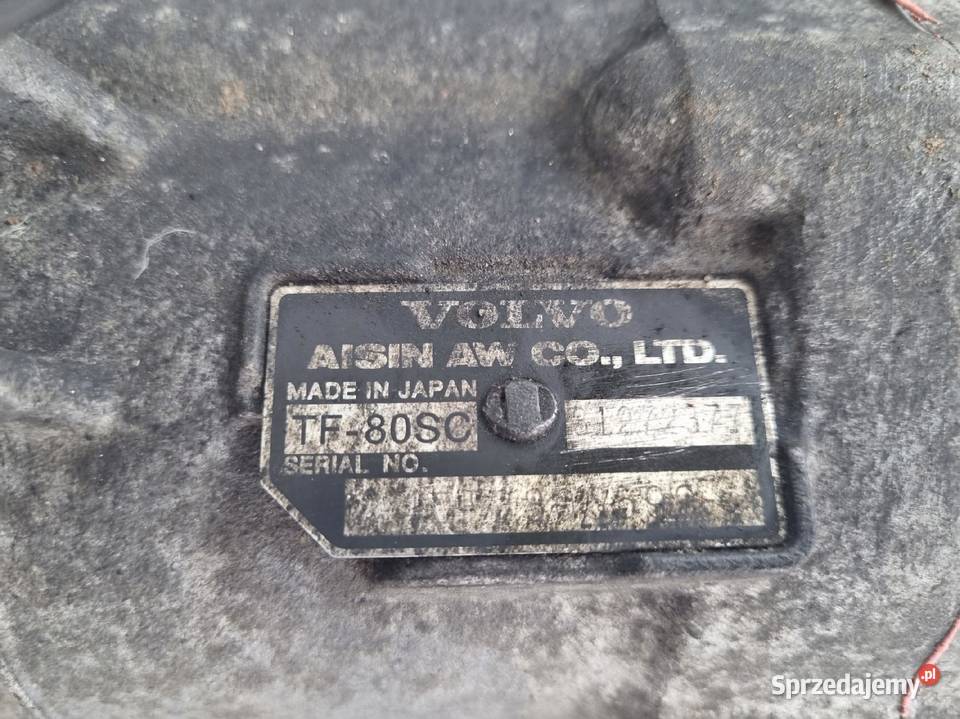 VOLVO
AISIN AW CO., LTD.
MADE IN JAPAN
TF-80SC
SERIAL NO.
Sprzedajemy.pl